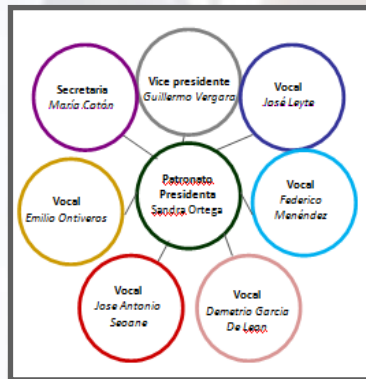 Vice presidente
Guillermo Vergara
Secretaria
María Catán
Vocal
José Leyte
Patronato
Presidenta
Sandra Ortega
Vocal
Emilio Ontiveros
Vocal
Federico
Menéndez
Vocal
Jose Antonio
Seoane
Vocal
Demetrio Garcia
De Leon